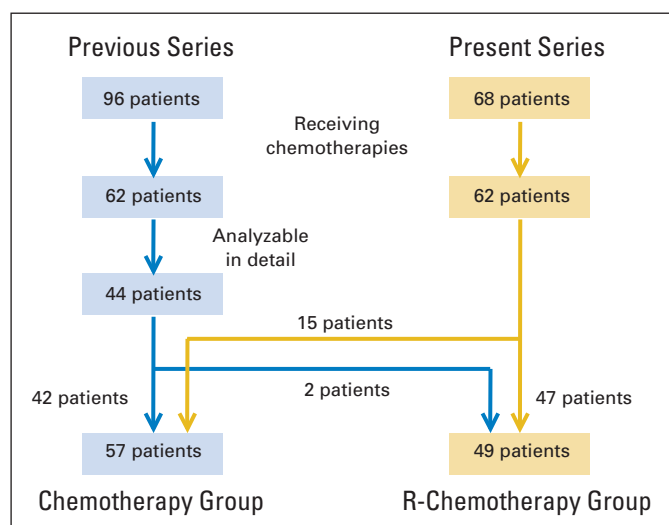 Previous Series
Present Series
96 patients
68 patients
Receiving
chemotherapies
62 patients
62 patients
Analyzable
in detail
44 patients
15 patients
42 patients
2 patients
47 patients
57 patients
49 patients
Chemotherapy Group
R-Chemotherapy Group